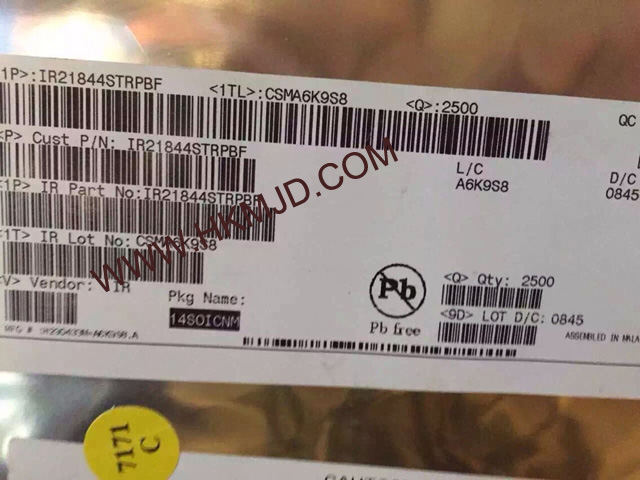 1P>:IR21844STRPBF <1TL>:CSMA6K9S8 <Q>:2500 QC
<P> Cust P/N: IR21844STRPBF
L/C D/C
<1P> IR Part No:IR21844STRPBF A6K9S8 0845
<1T> IR Lot No: CSMA6K9S8
<V> Vendor: IR <Q> Qty: 2500
Pkg Name:
14SOICNM Pb Pb free <9D> LOT D/C: 0845
ASSEMBLED IN
WWW.HKMJD.COM
7171
C